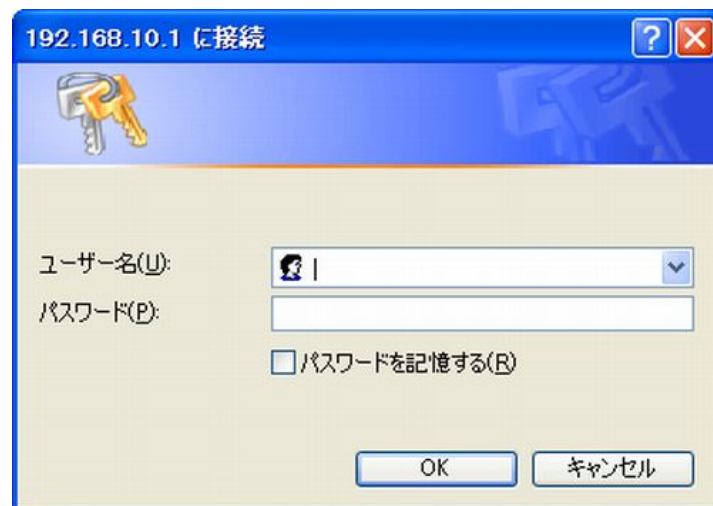 192.168.10.1 に接続
ユーザー名(U):
パスワード(P):
パスワードを記憶する(R)
OK
キャンセル